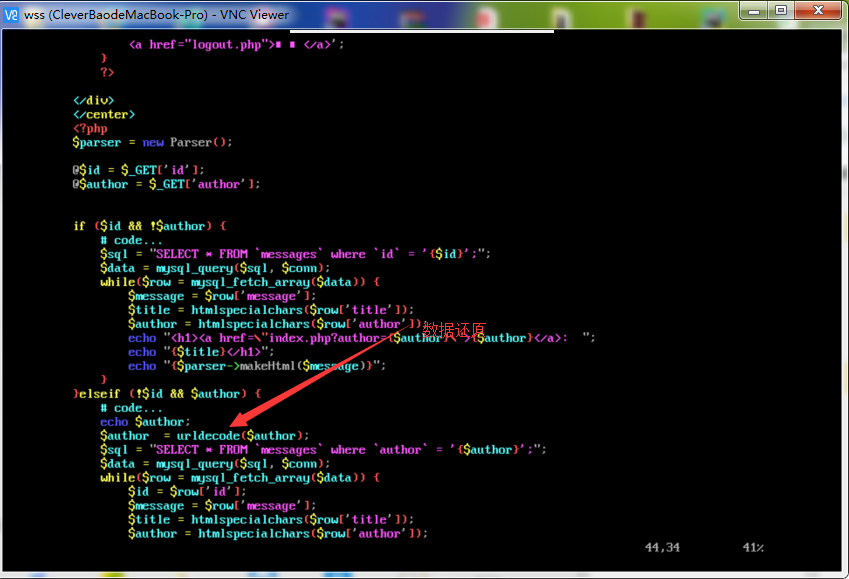 wss (CleverBaodeMacBook-Pro) - VNC Viewer
<a href="logout.php"> </a>';
}
?>
</div>
</center>
<?php
$parser = new Parser();
@$id = $_GET['id'];
@$author = $_GET['author'];
if ($id && !$author) {
# code...
$sql = "SELECT * FROM `messages` where `id` = '{$id}';";
$data = mysql_query($sql, $conn);
while($row = mysql_fetch_array($data)) {
$message = $row['message'];
$title = htmlspecialchars($row['title']);
$author = htmlspecialchars($row['author']);
数据还原
echo "<h1><a href=\"index.php?author={$author}\">{$author}</a>:  ";
echo "{$title}</h1>";
echo "{$parser->makeHtml($message)}";
}
}elseif (!$id && $author) {
# code...
echo $author;
$author  = urldecode($author);
$sql = "SELECT * FROM `messages` where `author` = '{$author}';";
$data = mysql_query($sql, $conn);
while($row = mysql_fetch_array($data)) {
$id = $row['id'];
$message = $row['message'];
$title = htmlspecialchars($row['title']);
$author = htmlspecialchars($row['author']);
44,34 41%